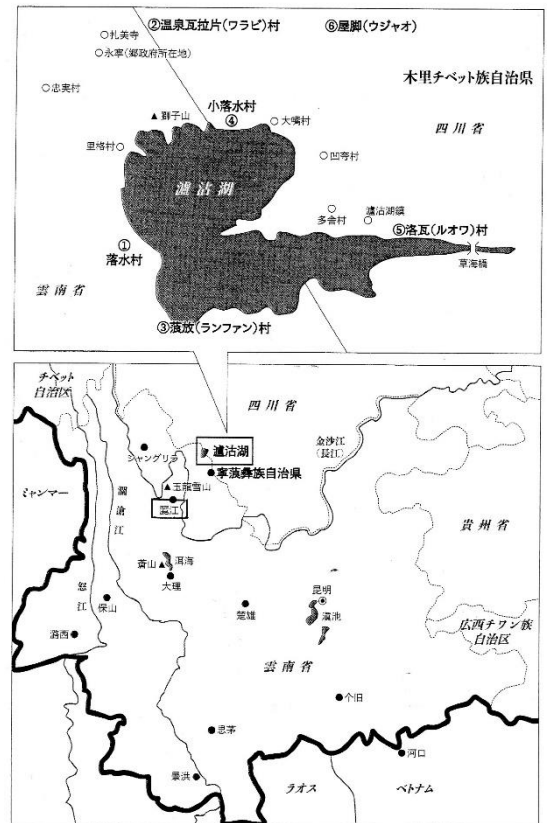 ②温泉瓦拉片(ワラビ)村
⑥屋脚(ウジャオ)
扎美寺
永寧(郷政府所在地)
木里チベット族自治県
忠実村
小落水村
④
獅子山
大嘴村
四川省
里格村
凹夸村
瀘沽湖
多舎村
瀘沽湖鎮
①
落水村
⑤洛瓦(ルオワ)村
草海橋
雲南省
③蒗放(ランファン)村
チベット
自治区
四川省
金沙江
(長江)
シャングリラ
瀘沽湖
寧蒗彝族自治県
ミャンマー
瀾滄江
玉龍雪山
麗江
貴州省
蒼山
洱海
大理
怒江
保山
楚雄
昆明
滇池
広西チワン族
自治区
潞西
雲南省
个旧
思茅
河口
景洪
ラオス
ベトナム